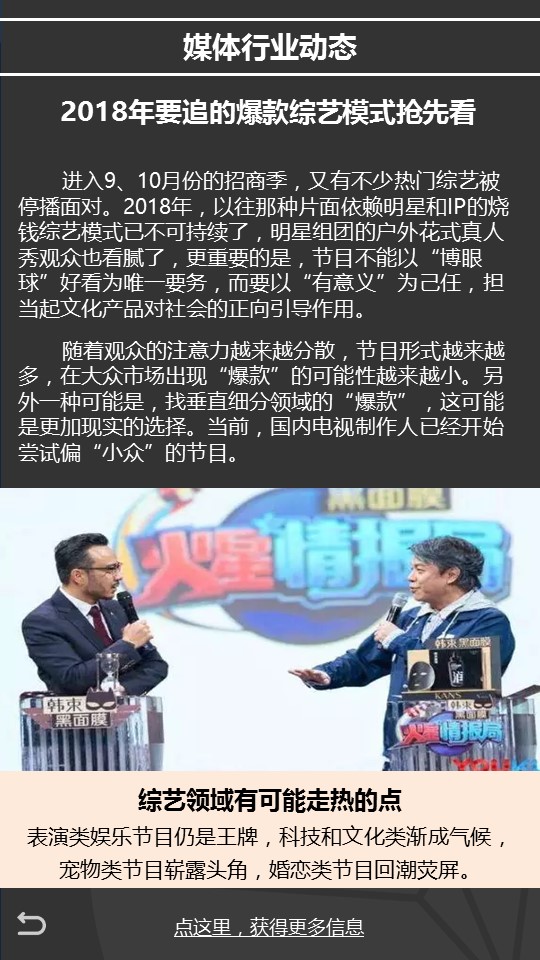 媒体行业动态
2018年要追的爆款综艺模式抢先看
进入9、10月份的招商季，又有不少热门综艺被
停播面对。2018年，以往那种片面依赖明星和IP的烧
钱综艺模式已不可持续了，明星组团的户外花式真人
秀观众也看腻了，更重要的是，节目不能以“博眼
球”好看为唯一要务，而要以“有意义”为己任，担
当起文化产品对社会的正向引导作用。
随着观众的注意力越来越分散，节目形式越来越
多，在大众市场出现“爆款”的可能性越来越小。另
外一种可能是，找垂直细分领域的“爆款”，这可能
是更加现实的选择。当前，国内电视制作人已经开始
尝试偏“小众”的节目。
黑面膜
火星情报局
韩束
黑面膜
KANS
韩束
黑面膜
火星情报局
综艺领域有可能走热的点
表演类娱乐节目仍是王牌，科技和文化类渐成气候，
宠物类节目崭露头角，婚恋类节目回潮荧屏。
点这里，获得更多信息